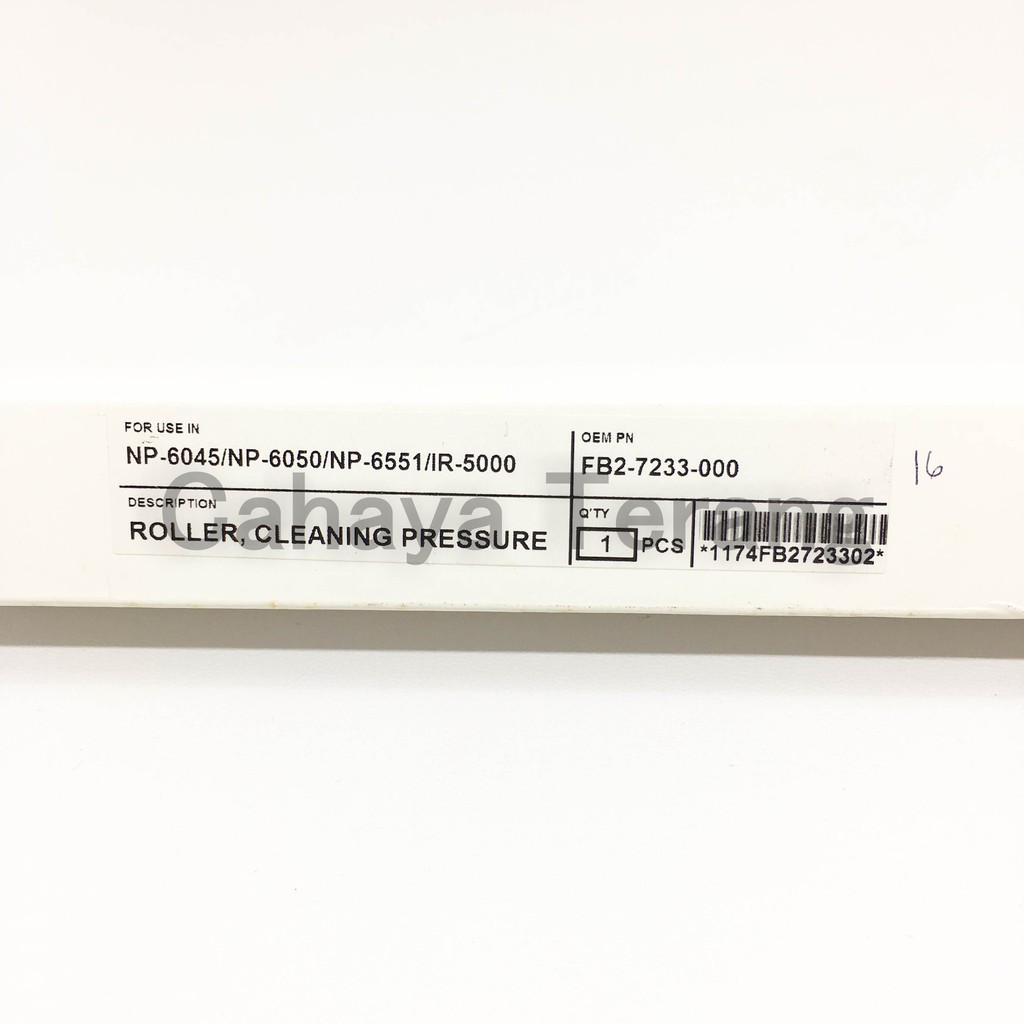 FOR USE IN
NP-6045/NP-6050/NP-6551/IR-5000
OEM PN
FB2-7233-000
16
DESCRIPTION
ROLLER, CLEANING PRESSURE
Q'TY
1 PCS
*1174FB2723302*
Cahaya Terang